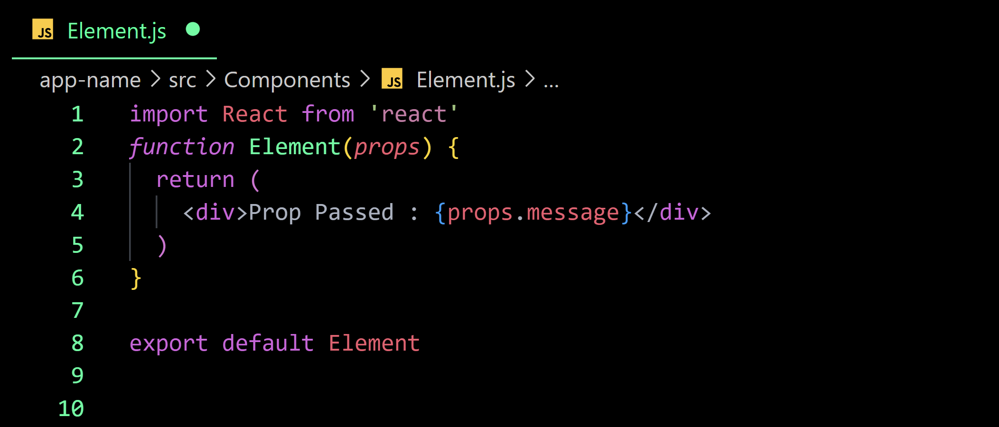 JS Element.js
app-name > src > Components > JS Element.js > ...
1 import React from 'react'
2 function Element(props) {
3   return (
4     <div>Prop Passed : {props.message}</div>
5   )
6 }
7
8 export default Element
9
10